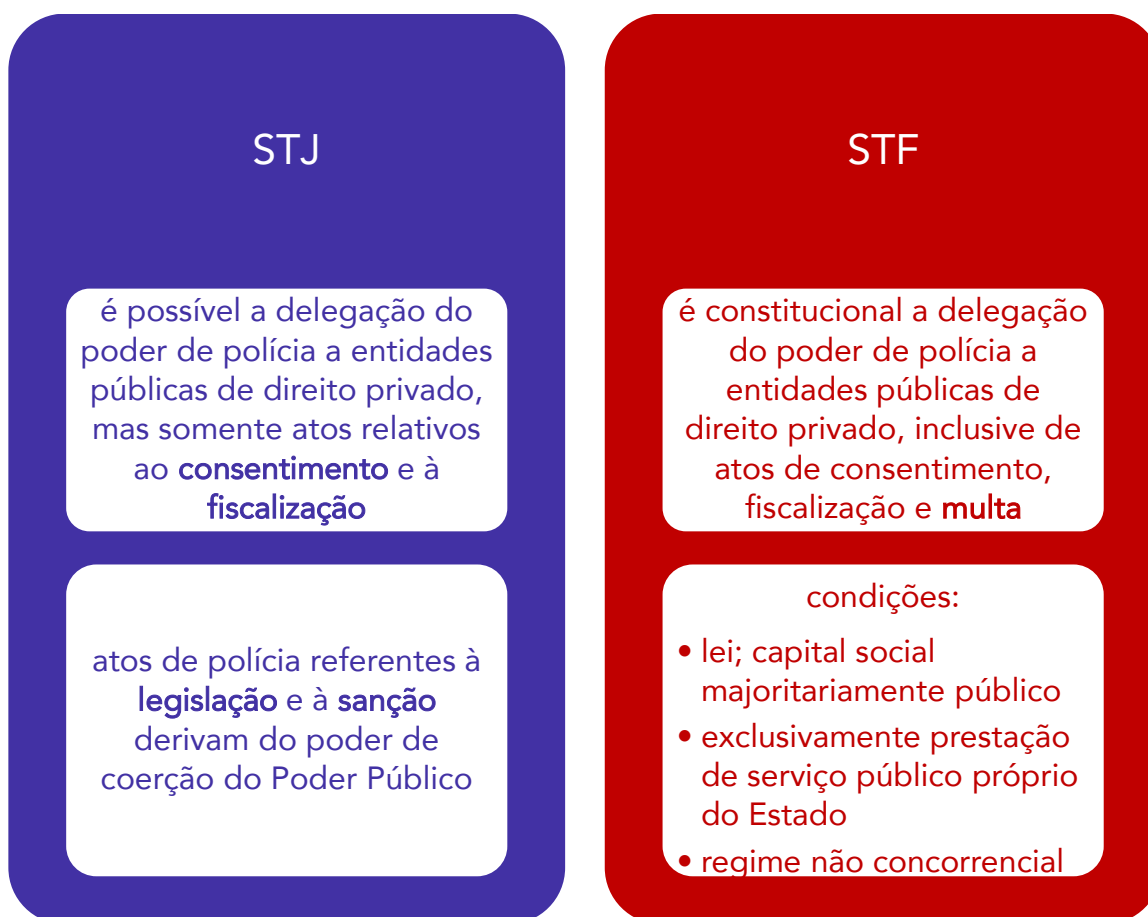 STJ
é possível a delegação do
poder de polícia a entidades
públicas de direito privado,
mas somente atos relativos
ao consentimento e à
fiscalização
atos de polícia referentes à
legislação e à sanção
derivam do poder de
coerção do Poder Público
STF
é constitucional a delegação
do poder de polícia a
entidades públicas de
direito privado, inclusive de
atos de consentimento,
fiscalização e multa
condições:
• lei; capital social
majoritariamente público
• exclusivamente prestação
de serviço público próprio
do Estado
• regime não concorrencial